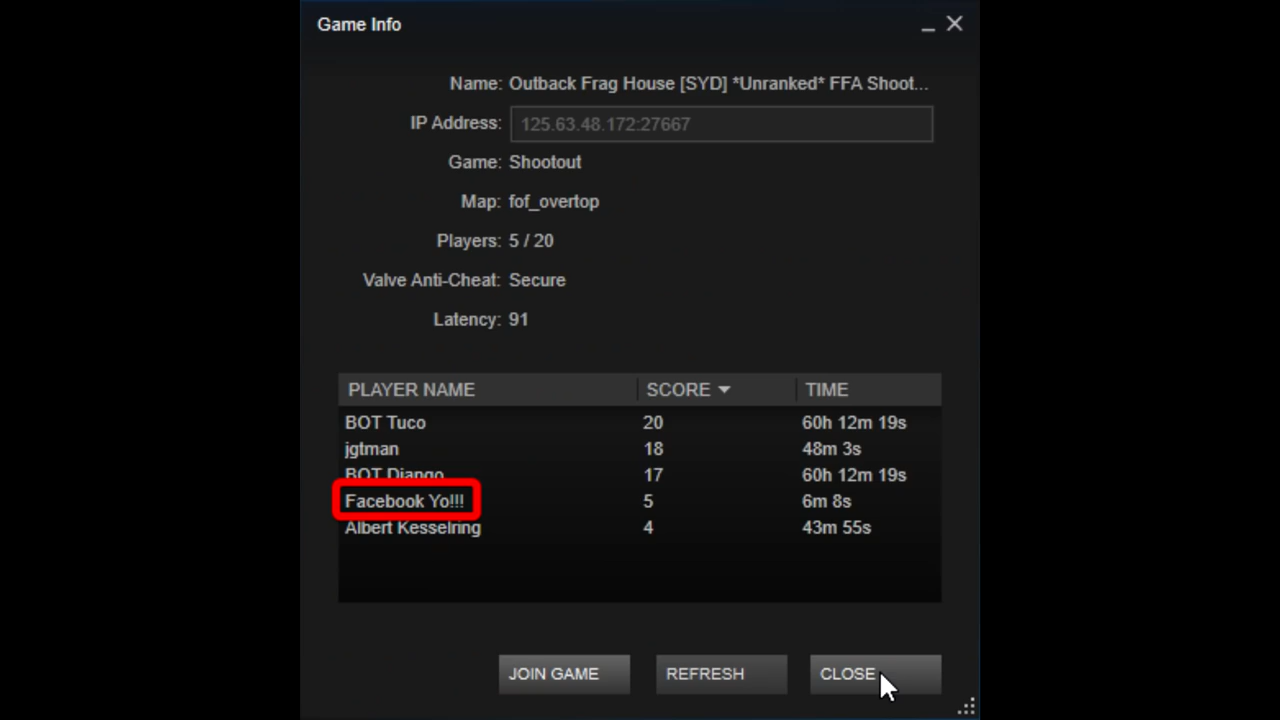 Game Info
Name: Outback Frag House [SYD] *Unranked* FFA Shoot...
IP Address: 125.63.48.172:27667
Game: Shootout
Map: fof_overtop
Players: 5 / 20
Valve Anti-Cheat: Secure
Latency: 91
PLAYER NAME SCORE TIME
BOT Tuco 20 60h 12m 19s
jgtman 18 48m 3s
BOT Django 17 60h 12m 19s
Facebook Yo!!! 5 6m 8s
Albert Kesselring 4 43m 55s
JOIN GAME REFRESH CLOSE